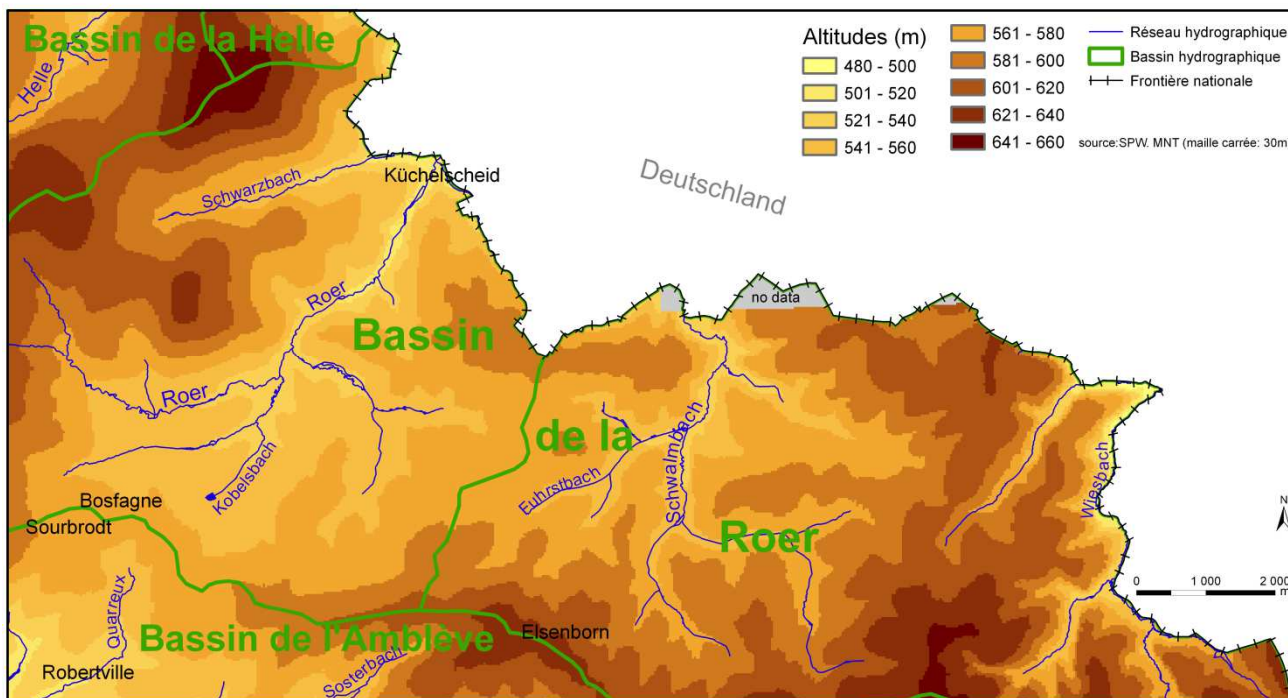 Bassin de la Helle
Helle
Altitudes (m)
480 - 500
501 - 520
521 - 540
541 - 560
561 - 580
581 - 600
601 - 620
621 - 640
641 - 660
Réseau hydrographique
Bassin hydrographique
Frontière nationale
source:SPW. MNT (maille carrée: 30m
Deutschland
Küchelscheid
Schwarzbach
Roer
no data
Bassin
Roer
de la
Schwalmbach
Fuhrstbach
Kobelsbach
Wiesbach
Bosfagne
Sourbrodt
Roer
N
0 1 000 2 000
m
Quarreux
Bassin de l'Amblève
Elsenborn
Robertville
Sosterbach